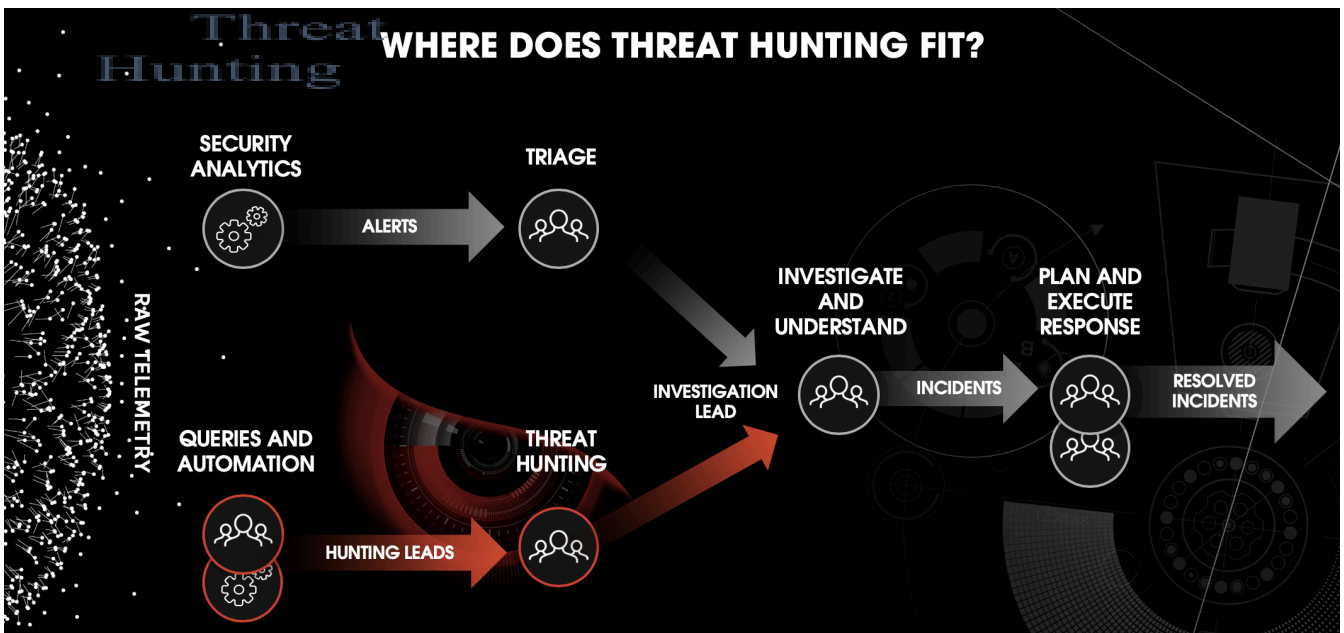 Threat
Hunting
WHERE DOES THREAT HUNTING FIT?
SECURITY
ANALYTICS
ALERTS
TRIAGE
RAW TELEMETRY
QUERIES AND
AUTOMATION
HUNTING LEADS
THREAT
HUNTING
INVESTIGATION
LEAD
INVESTIGATE
AND
UNDERSTAND
INCIDENTS
PLAN AND
EXECUTE
RESPONSE
RESOLVED
INCIDENTS
A
B
2